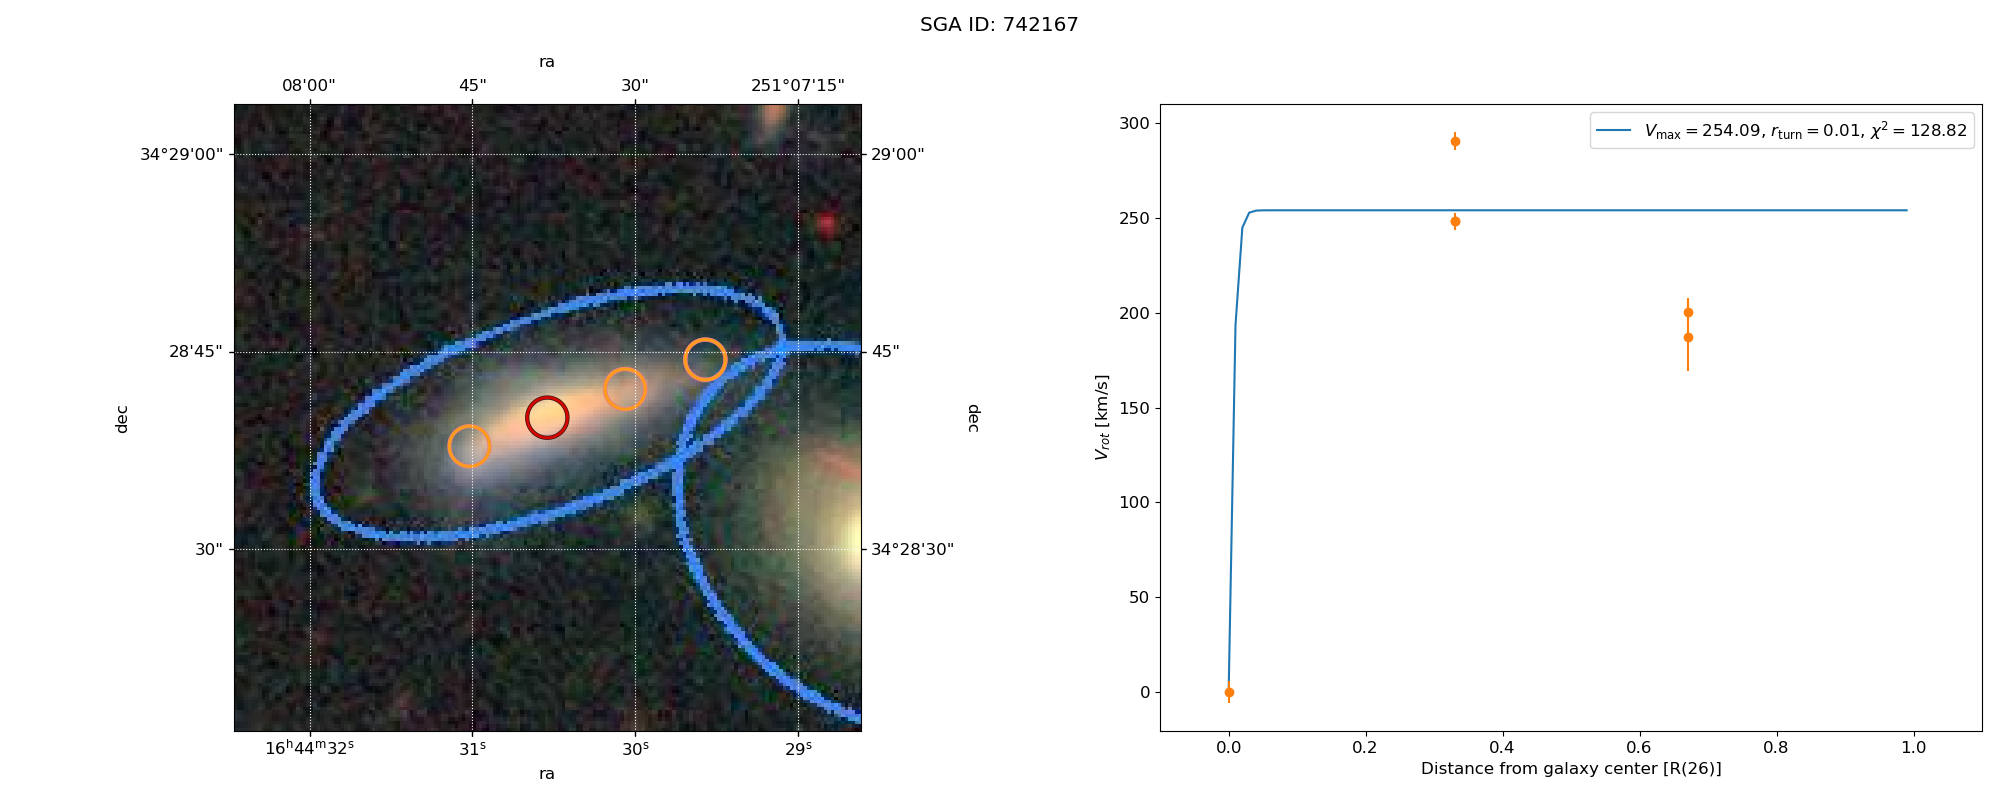 SGA ID: 742167
ra
08'00" 45" 30" 251°07'15"
34°29'00" 29'00"
28'45" 45"
30" 34°28'30"
dec
dec
16ʰ44ᵐ32ˢ 31ˢ 30ˢ 29ˢ
ra
V_max = 254.09, r_turn = 0.01, χ² = 128.82
300
250
200
150
100
50
0
V_rot [km/s]
0.0 0.2 0.4 0.6 0.8 1.0
Distance from galaxy center [R(26)]